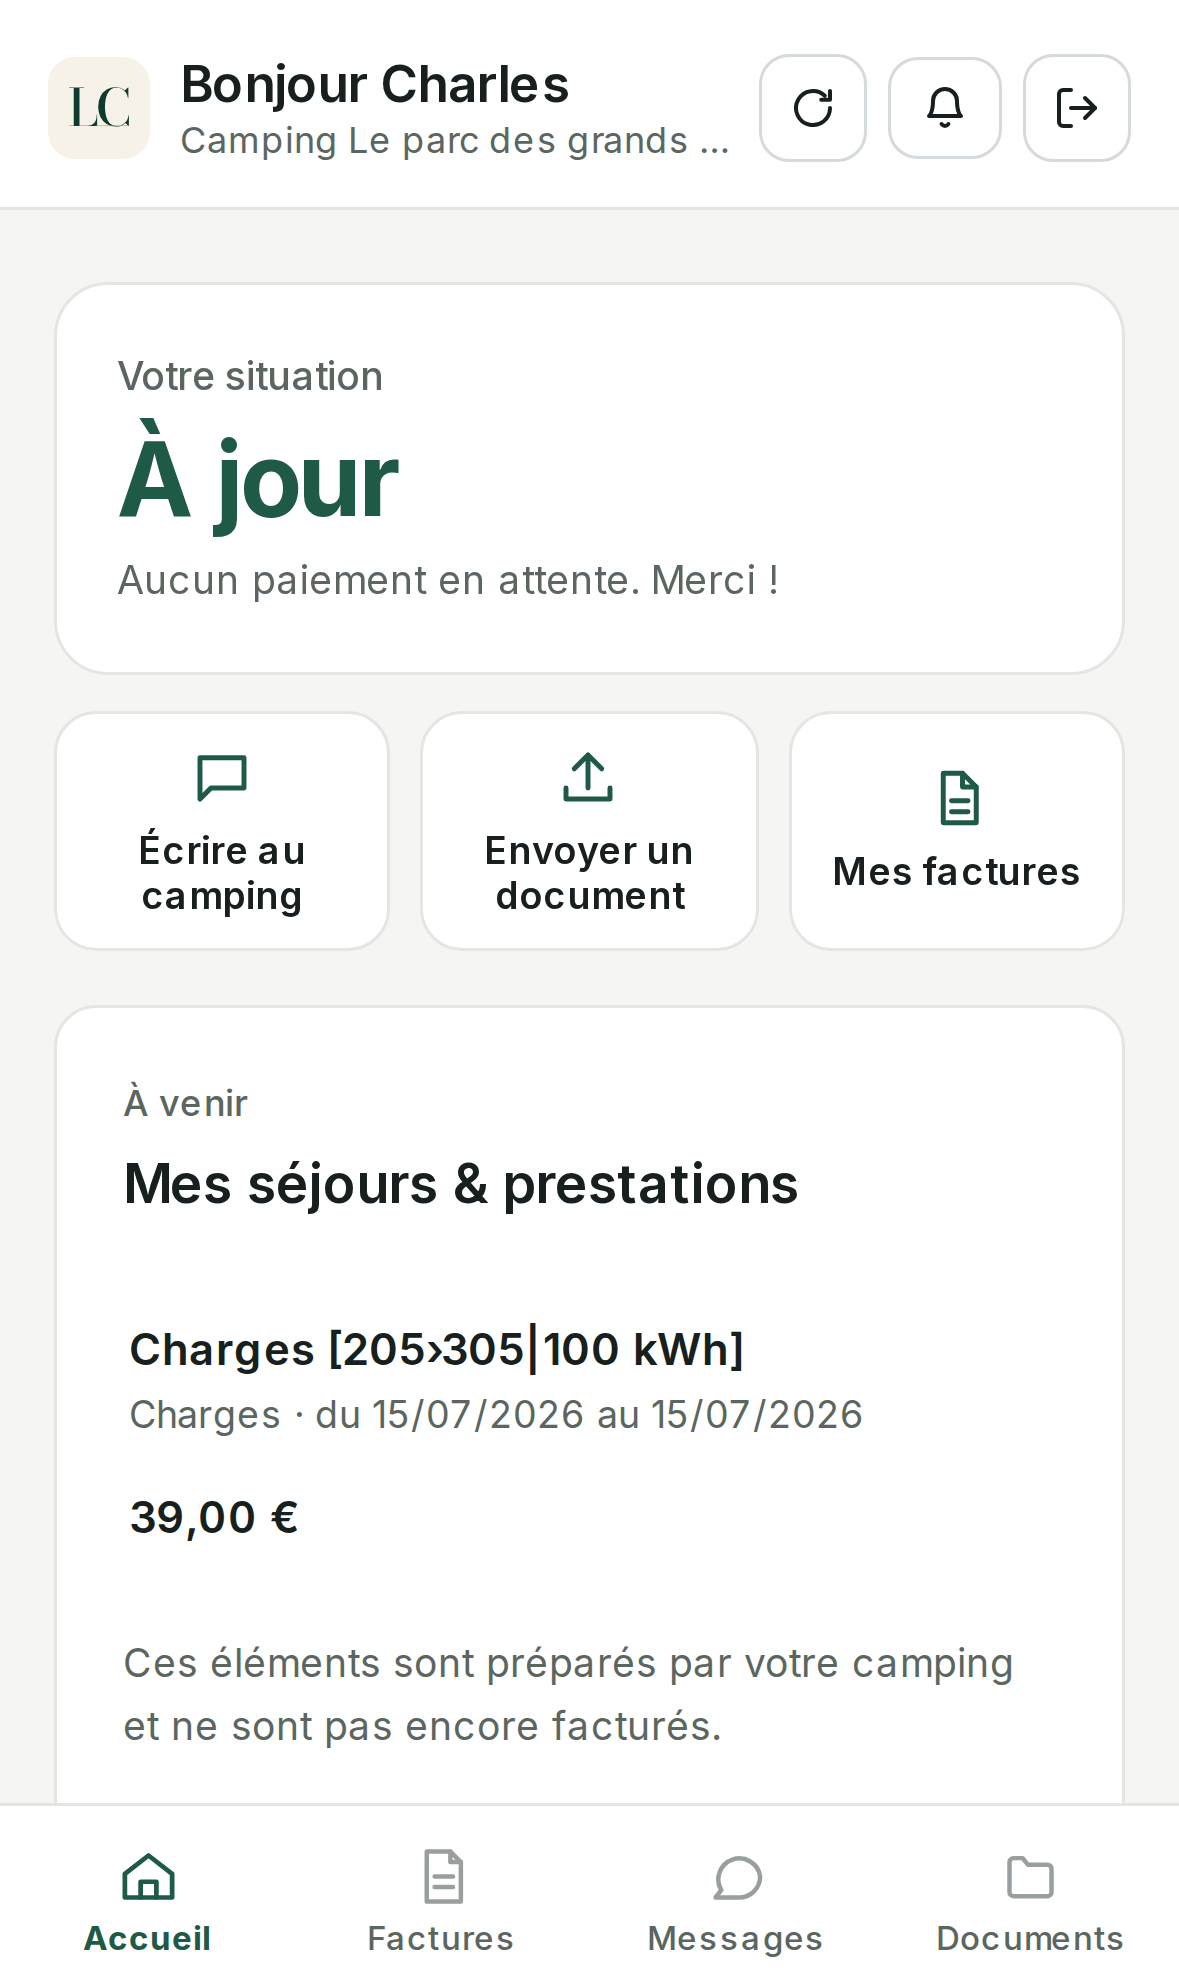 LC
Bonjour Charles
Camping Le parc des grands ...
Votre situation
À jour
Aucun paiement en attente. Merci !
Écrire au
camping
Envoyer un
document
Mes factures
À venir
Mes séjours & prestations
Charges [205›305|100 kWh]
Charges · du 15/07/2026 au 15/07/2026
39,00 €
Ces éléments sont préparés par votre camping
et ne sont pas encore facturés.
Accueil
Factures
Messages
Documents